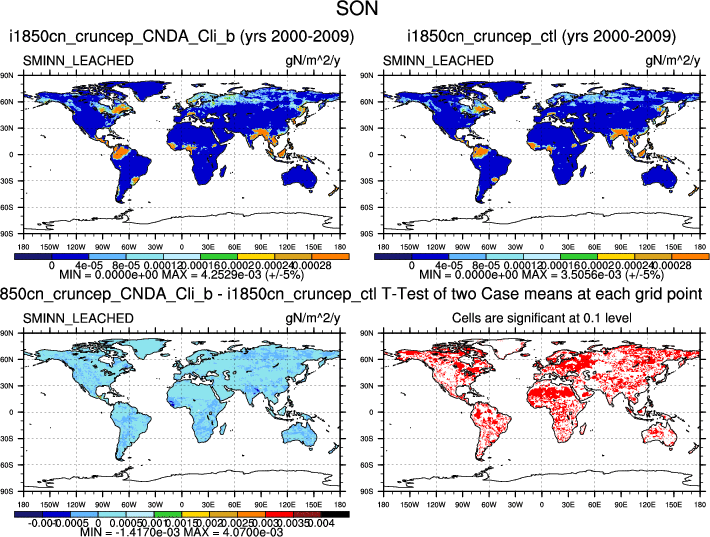 SON
i1850cn_cruncep_CNDA_Cli_b (yrs 2000-2009)
SMINN_LEACHED gN/m^2/y
90N
60N
30N
0
30S
60S
90S
180 150W 120W 90W 60W 30W 0 30E 60E 90E 120E 150E 180
0 4e-05 8e-05 0.00012 0.00016 0.0002 0.00024 0.00028
MIN = 0.0000e+00 MAX = 4.2529e-03 (+/-5%)
i1850cn_cruncep_ctl (yrs 2000-2009)
SMINN_LEACHED gN/m^2/y
90N
60N
30N
0
30S
60S
90S
180 150W 120W 90W 60W 30W 0 30E 60E 90E 120E 150E 180
0 4e-05 8e-05 0.00012 0.00016 0.0002 0.00024 0.00028
MIN = 0.0000e+00 MAX = 3.5056e-03 (+/-5%)
850cn_cruncep_CNDA_Cli_b - i1850cn_cruncep_ctl
SMINN_LEACHED gN/m^2/y
90N
60N
30N
0
30S
60S
90S
180 150W 120W 90W 60W 30W 0 30E 60E 90E 120E 150E 180
-0.001 -0.0005 0 0.0005 0.001 0.0015 0.002 0.0025 0.003 0.0035 0.004
MIN = -1.4170e-03 MAX = 4.0700e-03
T-Test of two Case means at each grid point
Cells are significant at 0.1 level
90N
60N
30N
0
30S
60S
90S
180 150W 120W 90W 60W 30W 0 30E 60E 90E 120E 150E 180